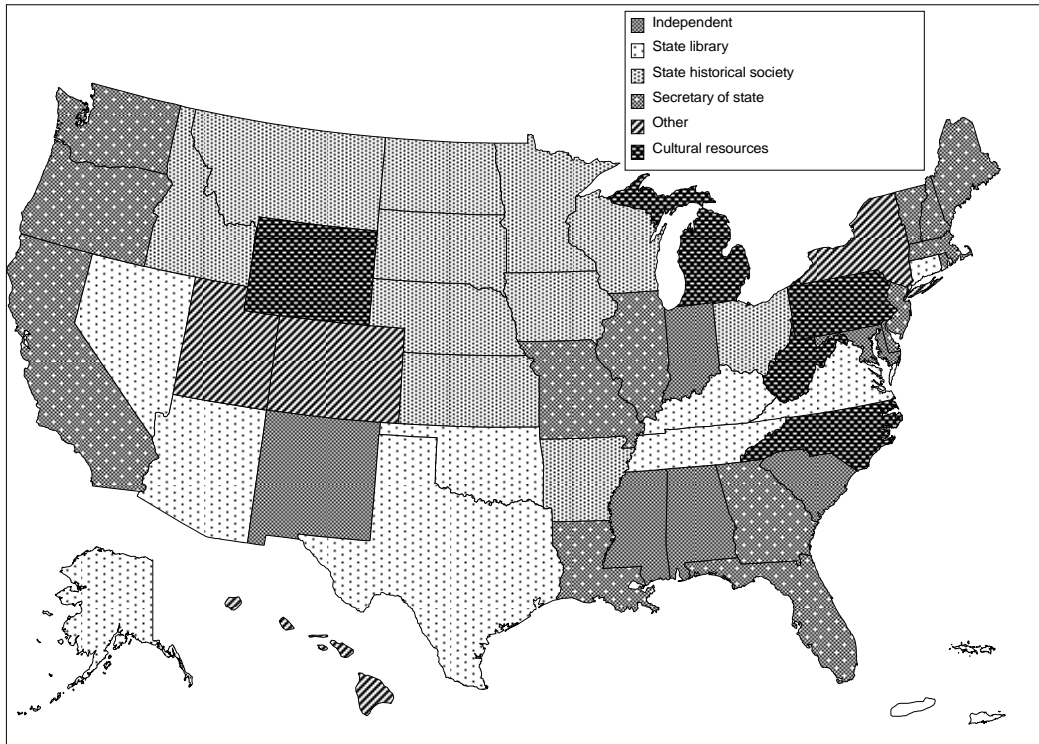 Independent
State library
State historical society
Secretary of state
Other
Cultural resources